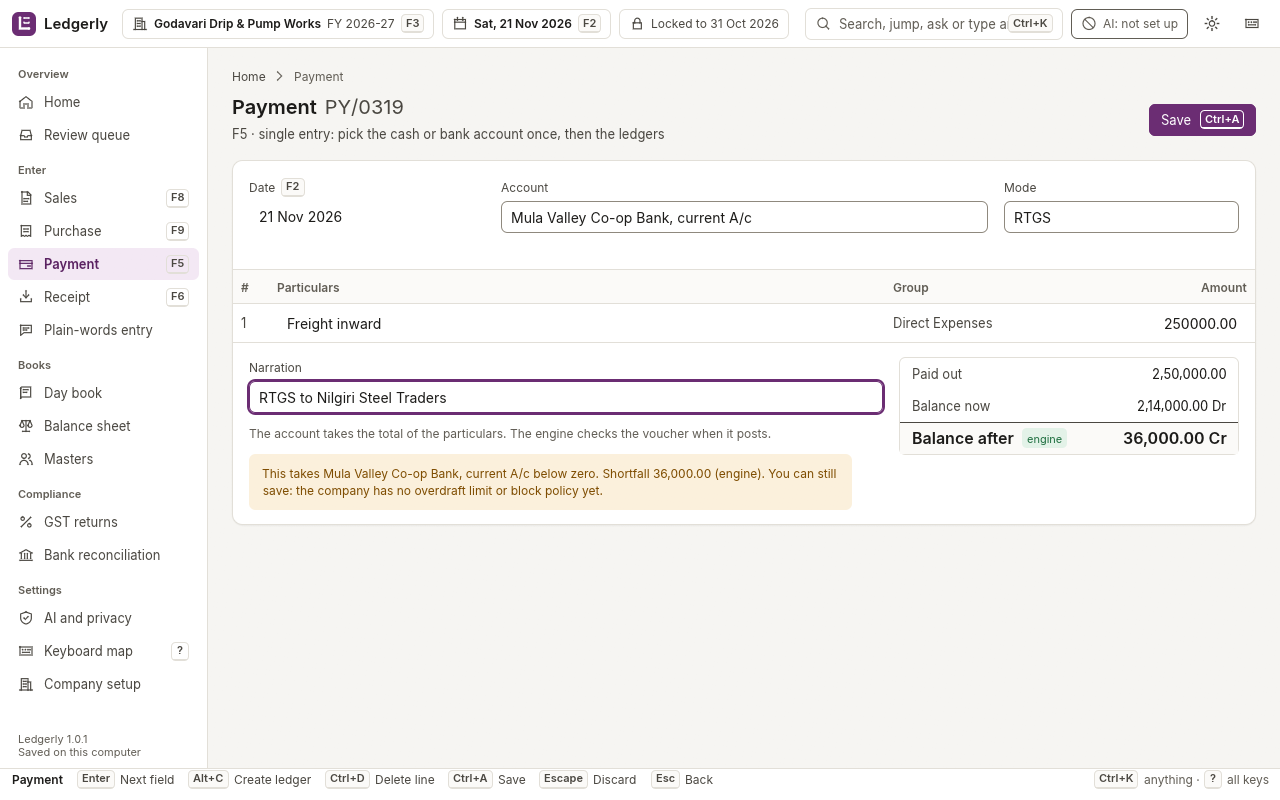 Ledgerly
Godavari Drip & Pump Works FY 2026-27 F3
Sat, 21 Nov 2026 F2
Locked to 31 Oct 2026
Search, jump, ask or type a Ctrl+K
AI: not set up
Overview
Home
Review queue
Enter
Sales F8
Purchase F9
Payment F5
Receipt F6
Plain-words entry
Books
Day book
Balance sheet
Masters
Compliance
GST returns
Bank reconciliation
Settings
AI and privacy
Keyboard map ?
Company setup
Ledgerly 1.0.1
Saved on this computer
Home > Payment
Payment PY/0319
F5 · single entry: pick the cash or bank account once, then the ledgers
Save Ctrl+A
Date F2 Account Mode
21 Nov 2026 Mula Valley Co-op Bank, current A/c RTGS
# Particulars Group Amount
1 Freight inward Direct Expenses 250000.00
Narration
RTGS to Nilgiri Steel Traders
The account takes the total of the particulars. The engine checks the voucher when it posts.
This takes Mula Valley Co-op Bank, current A/c below zero. Shortfall 36,000.00 (engine). You can still
save: the company has no overdraft limit or block policy yet.
Paid out 2,50,000.00
Balance now 2,14,000.00 Dr
Balance after engine 36,000.00 Cr
Payment Enter Next field Alt+C Create ledger Ctrl+D Delete line Ctrl+A Save Escape Discard Esc Back
Ctrl+K anything · ? all keys